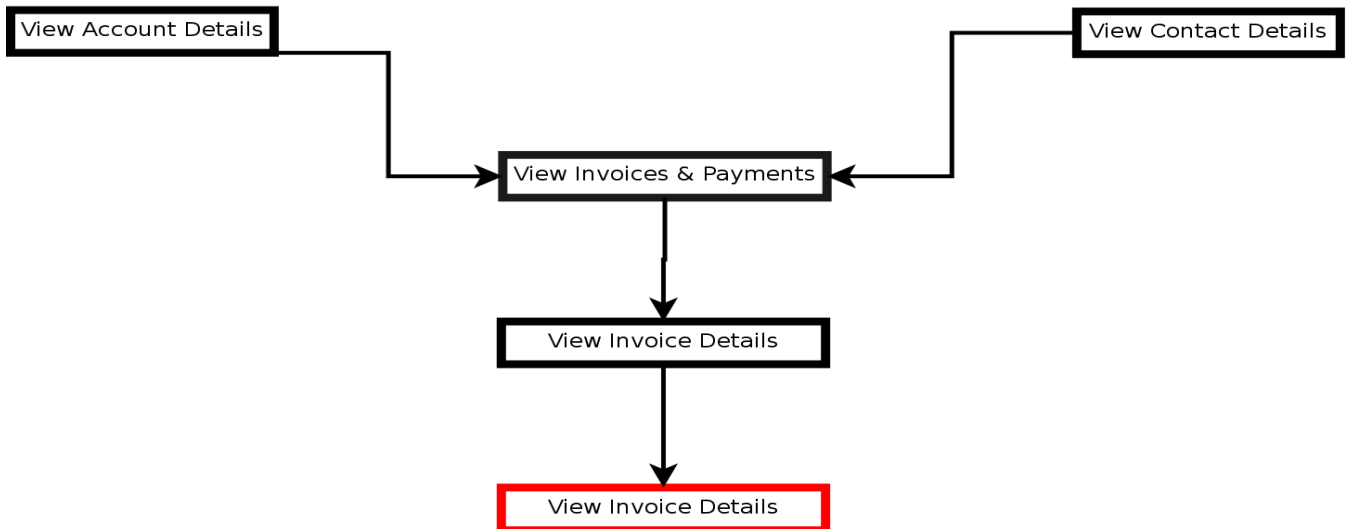 View Account Details
View Contact Details
View Invoices & Payments
View Invoice Details
View Invoice Details